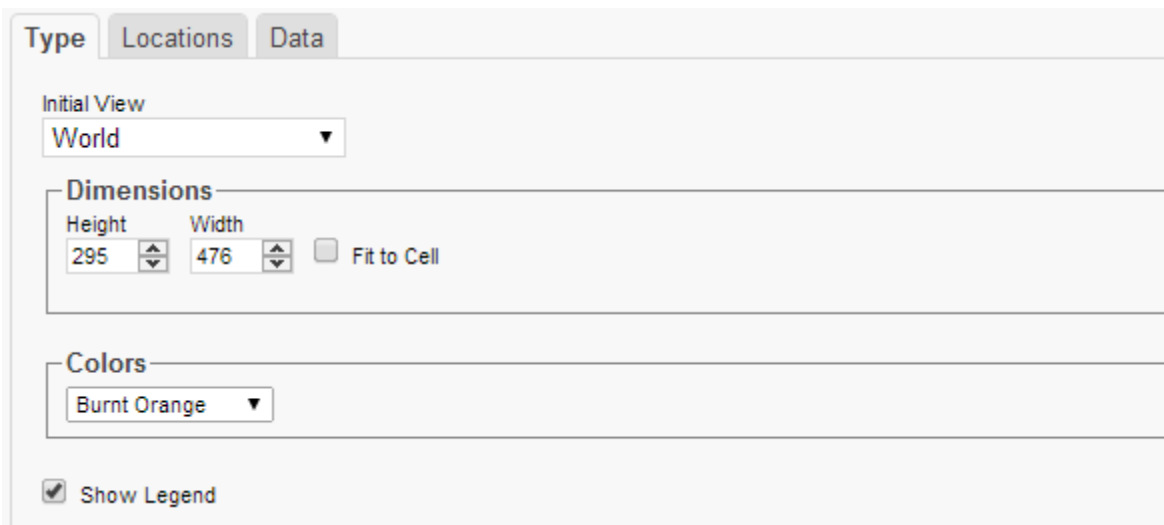 Type Locations Data
Initial View
World
Dimensions
Height Width
295 476 Fit to Cell
Colors
Burnt Orange
Show Legend